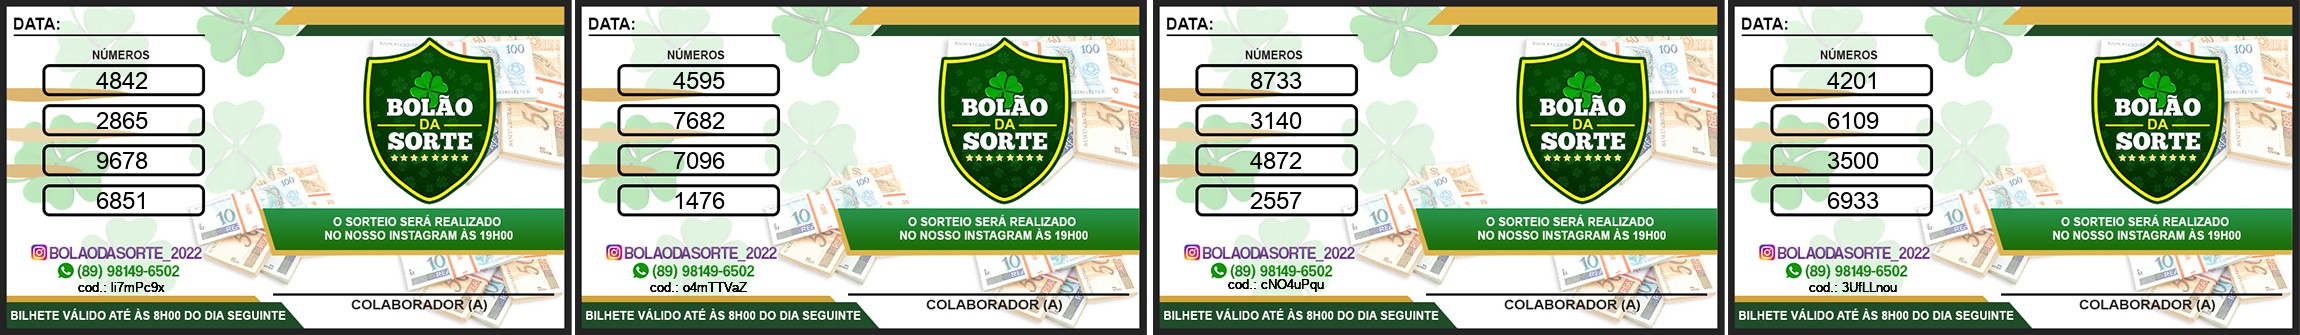 DATA:
NÚMEROS
4842
2865
9678
6851
BOLÃO
DA
SORTE
O SORTEIO SERÁ REALIZADO
NO NOSSO INSTAGRAM ÀS 19H00
BOLAODASORTE_2022
(89) 98149-6502
cod.: li7mPc9x
COLABORADOR (A)
BILHETE VÁLIDO ATÉ ÀS 8H00 DO DIA SEGUINTE
DATA:
NÚMEROS
4595
7682
7096
1476
BOLÃO
DA
SORTE
O SORTEIO SERÁ REALIZADO
NO NOSSO INSTAGRAM ÀS 19H00
BOLAODASORTE_2022
(89) 98149-6502
cod.: o4mTTVaZ
COLABORADOR (A)
BILHETE VÁLIDO ATÉ ÀS 8H00 DO DIA SEGUINTE
DATA:
NÚMEROS
8733
3140
4872
2557
BOLÃO
DA
SORTE
O SORTEIO SERÁ REALIZADO
NO NOSSO INSTAGRAM ÀS 19H00
BOLAODASORTE_2022
(89) 98149-6502
cod.: cNO4uPqu
COLABORADOR (A)
BILHETE VÁLIDO ATÉ ÀS 8H00 DO DIA SEGUINTE
DATA:
NÚMEROS
4201
6109
3500
6933
BOLÃO
DA
SORTE
O SORTEIO SERÁ REALIZADO
NO NOSSO INSTAGRAM ÀS 19H00
BOLAODASORTE_2022
(89) 98149-6502
cod.: 3UfLLnou
COLABORADOR (A)
BILHETE VÁLIDO ATÉ ÀS 8H00 DO DIA SEGUINTE